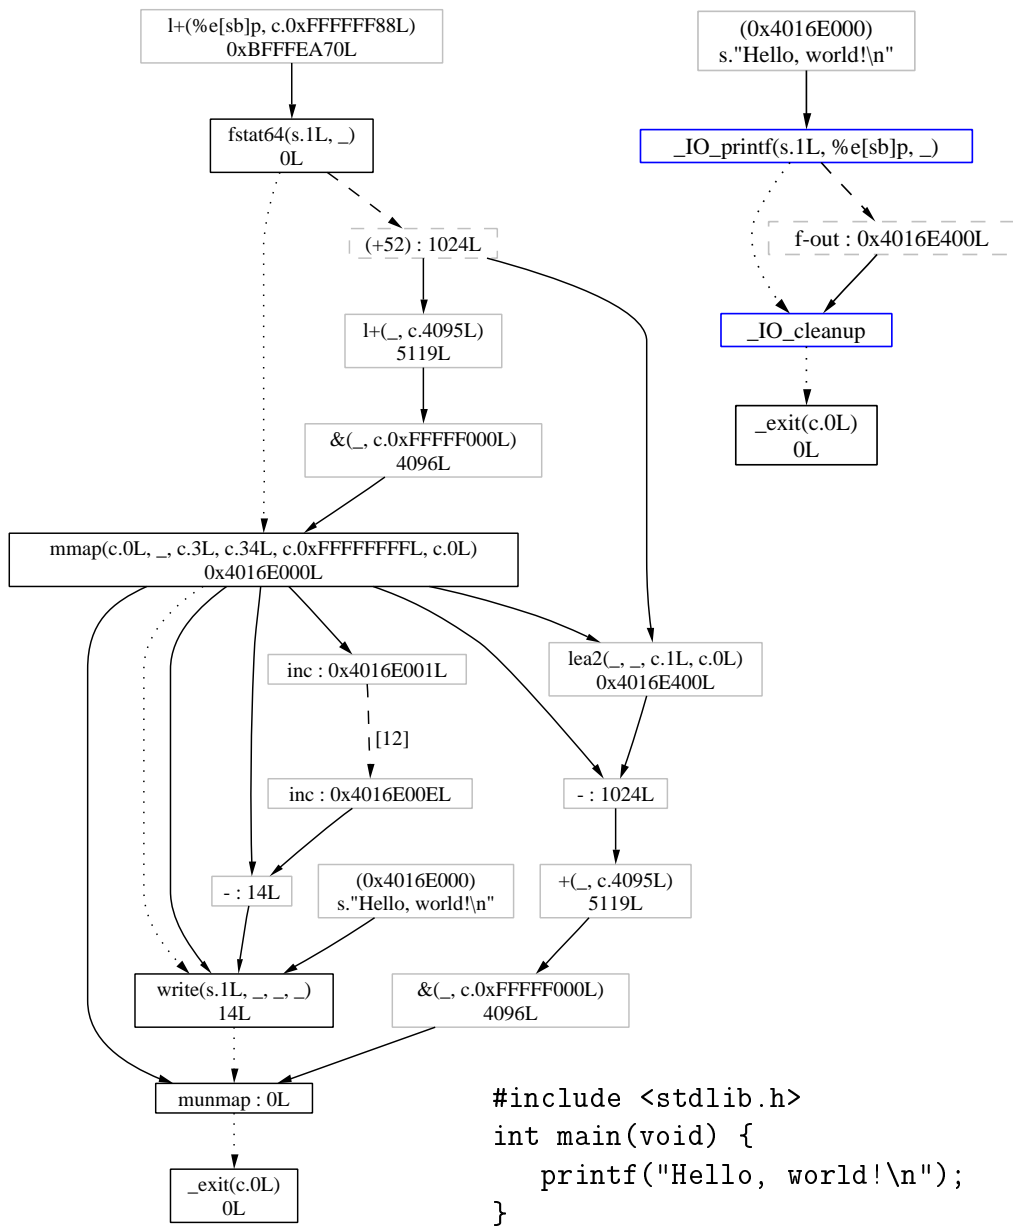 l+(%e[sb]p, c.0xFFFFFF88L)
0xBFFFEA70L
fstat64(s.1L, _)
0L
(+52) : 1024L
l+(_, c.4095L)
5119L
&(_, c.0xFFFFF000L)
4096L
mmap(c.0L, _, c.3L, c.34L, c.0xFFFFFFFFL, c.0L)
0x4016E000L
inc : 0x4016E001L
lea2(_, _, c.1L, c.0L)
0x4016E400L
[12]
inc : 0x4016E00EL
- : 1024L
- : 14L
(0x4016E000)
s."Hello, world!\n"
+(_, c.4095L)
5119L
write(s.1L, _, _, _)
14L
&(_, c.0xFFFFF000L)
4096L
munmap : 0L
_exit(c.0L)
0L
(0x4016E000)
s."Hello, world!\n"
_IO_printf(s.1L, %e[sb]p, _)
f-out : 0x4016E400L
_IO_cleanup
_exit(c.0L)
0L
#include <stdlib.h>
int main(void) {
printf("Hello, world!\n");
}